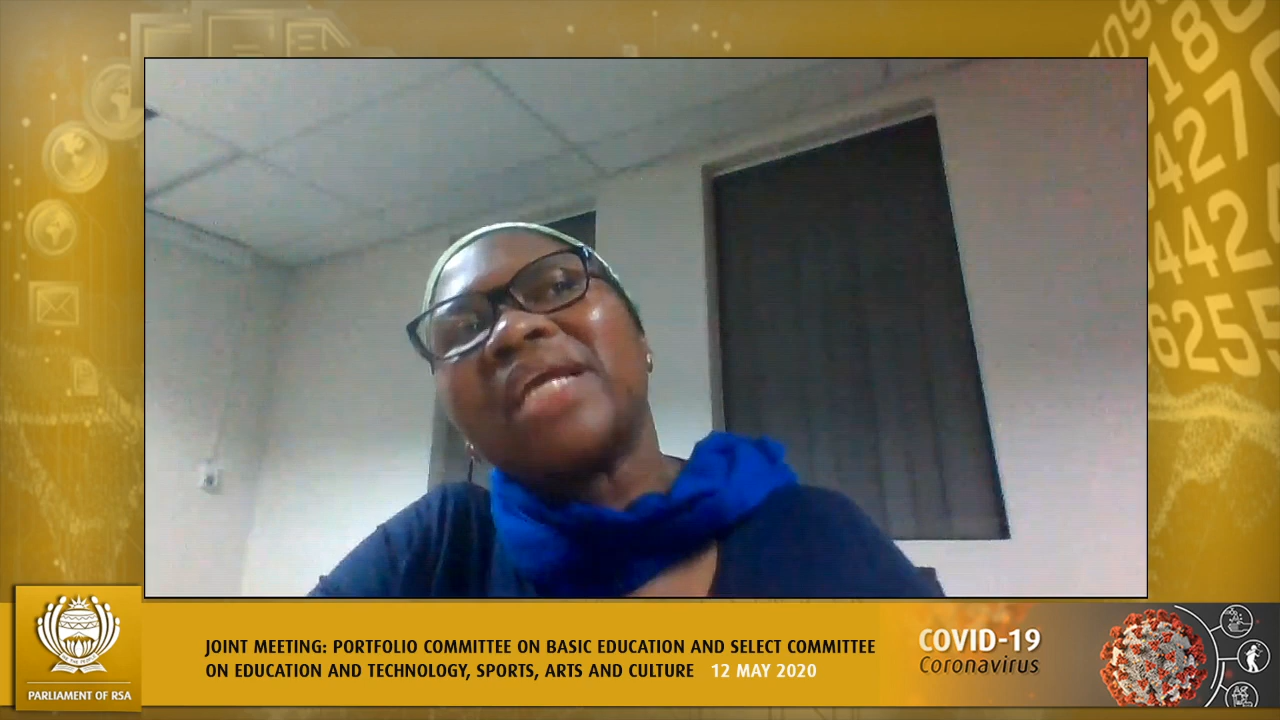 JOINT MEETING: PORTFOLIO COMMITTEE ON BASIC EDUCATION AND SELECT COMMITTEE
ON EDUCATION AND TECHNOLOGY, SPORTS, ARTS AND CULTURE 12 MAY 2020
PARLIAMENT OF RSA
COVID-19
Coronavirus
6255